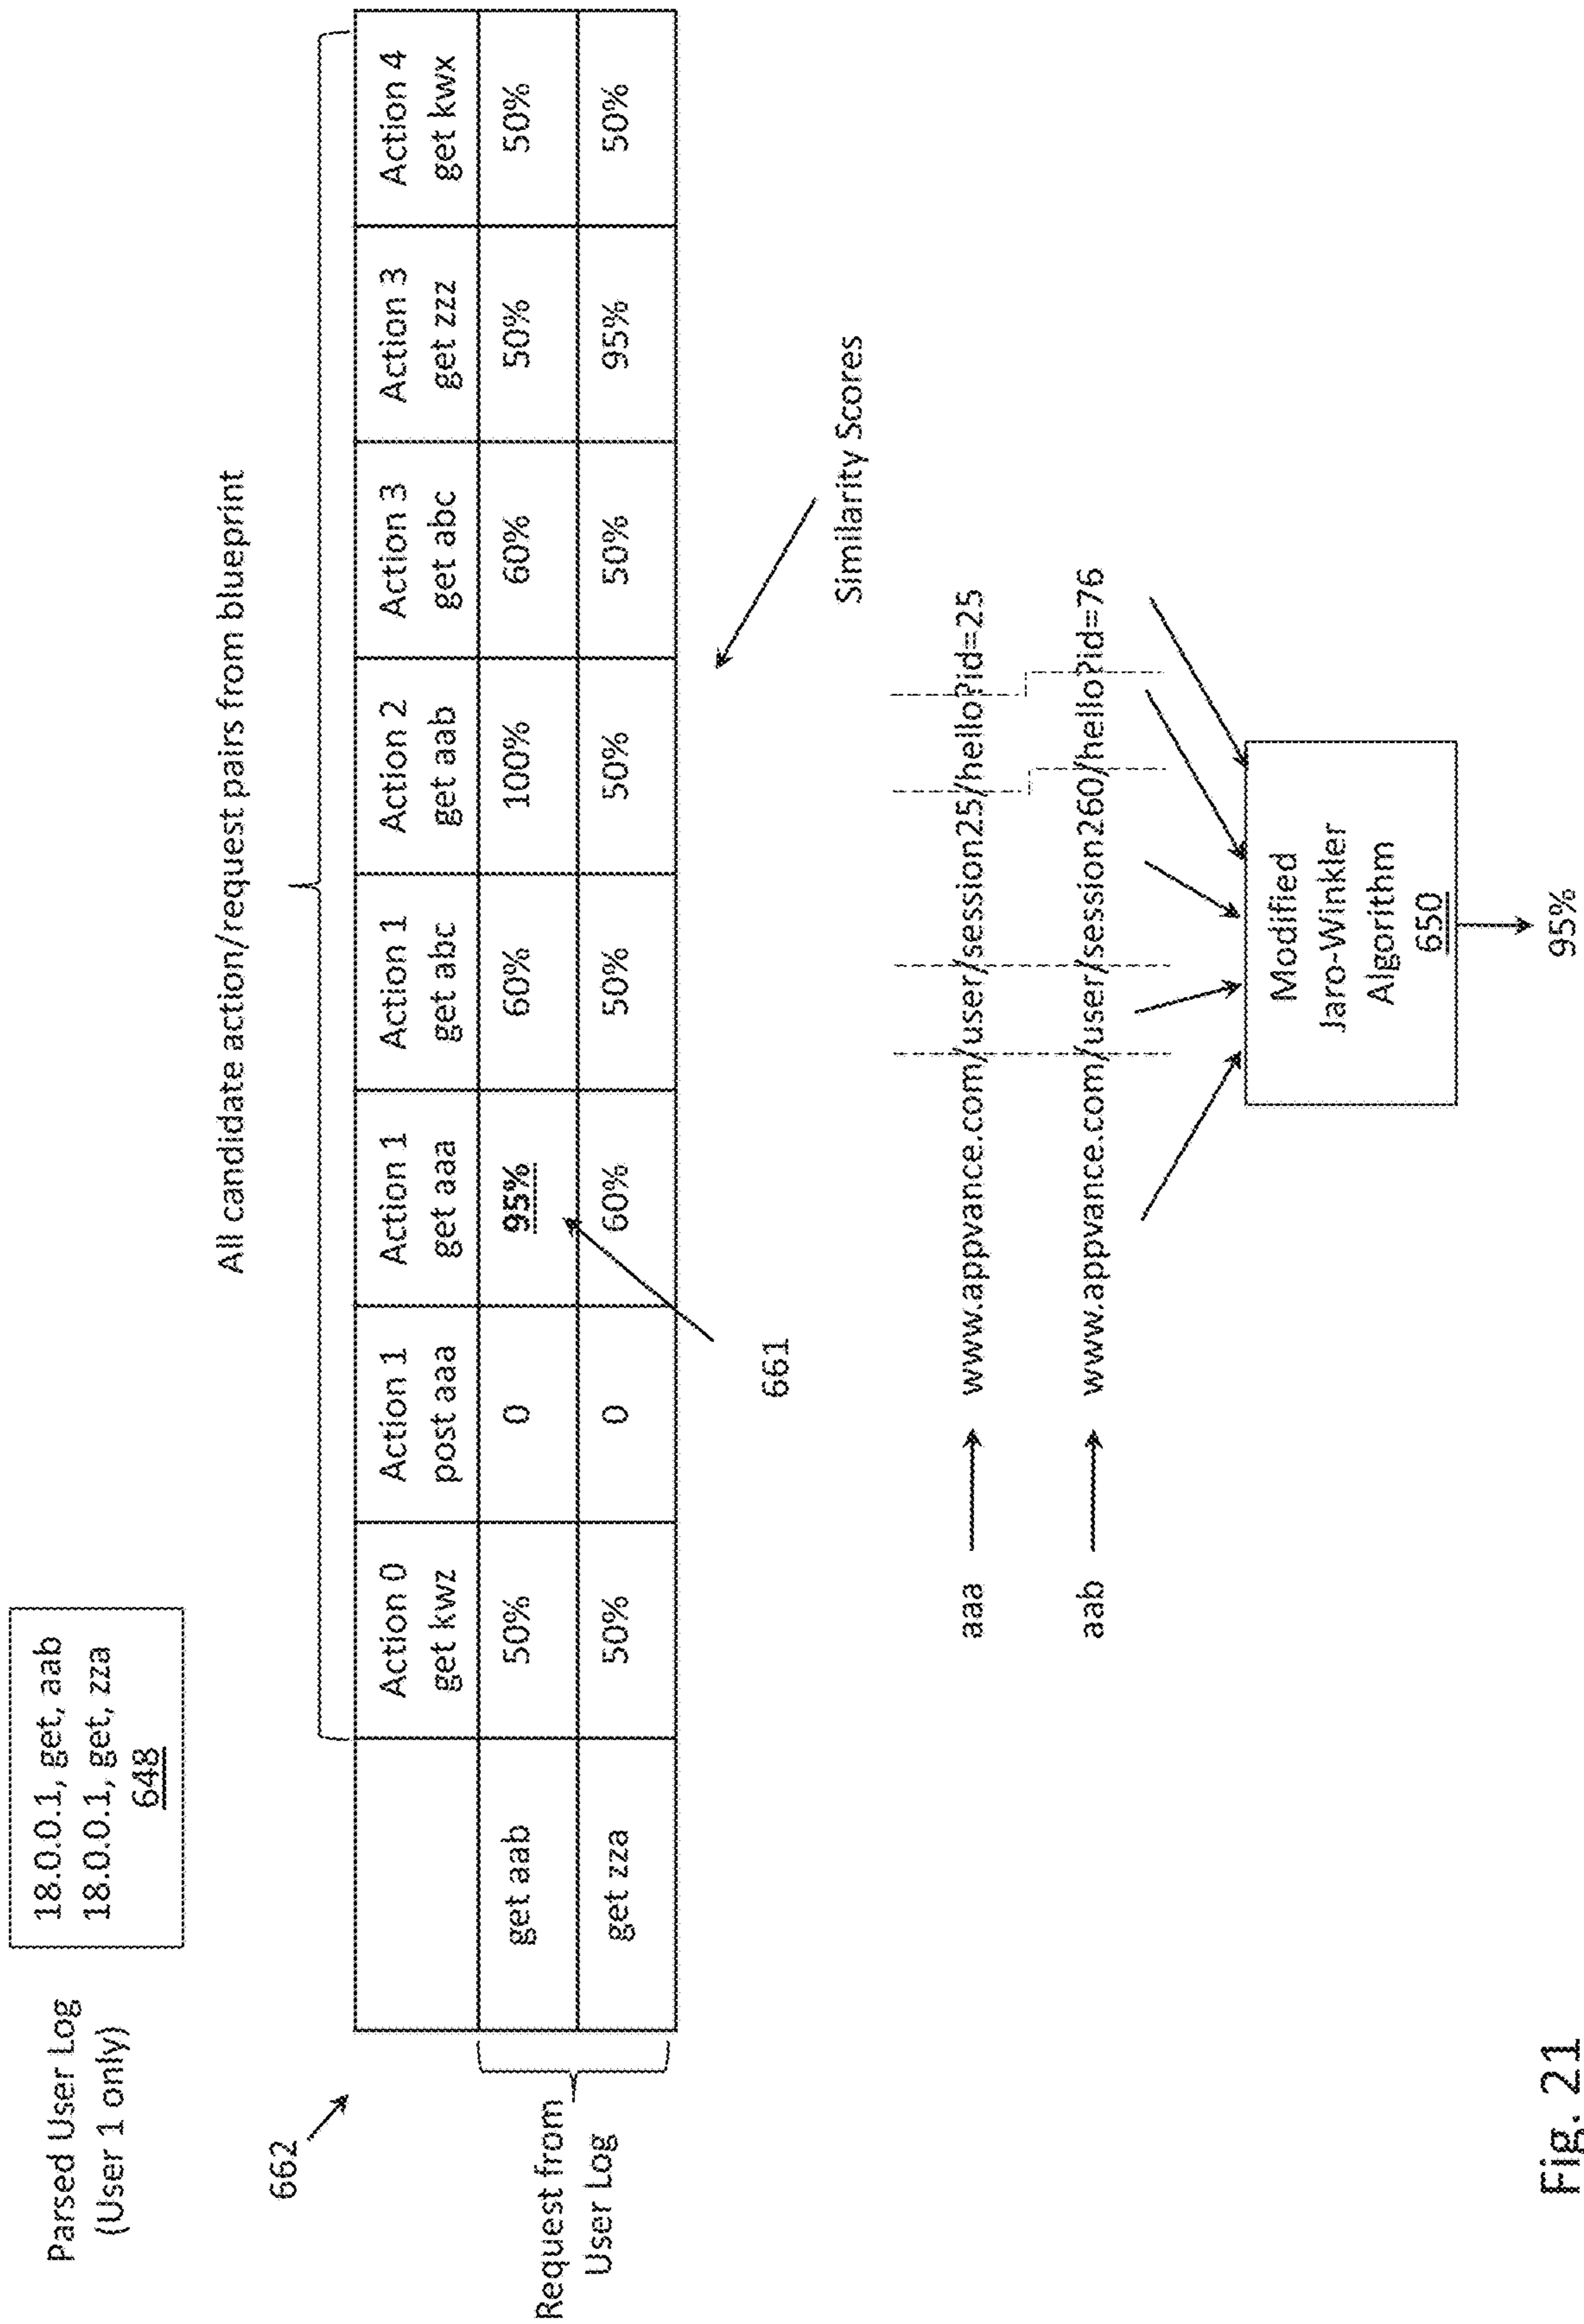 Parsed User Log
(User 1 only)
18.0.0.1, get, aab
18.0.0.1, get, zza
648
All candidate action/request pairs from blueprint
662
Action 0
get kwz
Action 1
post aaa
Action 1
get aaa
Action 1
get abc
Action 2
get aab
Action 3
get abc
Action 3
get zzz
Action 4
get kwx
Request from
User Log
get aab
50%
0
95%
60%
100%
60%
50%
50%
get zza
50%
0
60%
50%
50%
50%
95%
50%
661
Similarity Scores
aaa
www.appvance.com/user/session25/hello?id=25
aab
www.appvance.com/user/session260/hello?id=76
Modified
Jaro-Winkler
Algorithm
650
95%
Fig. 21